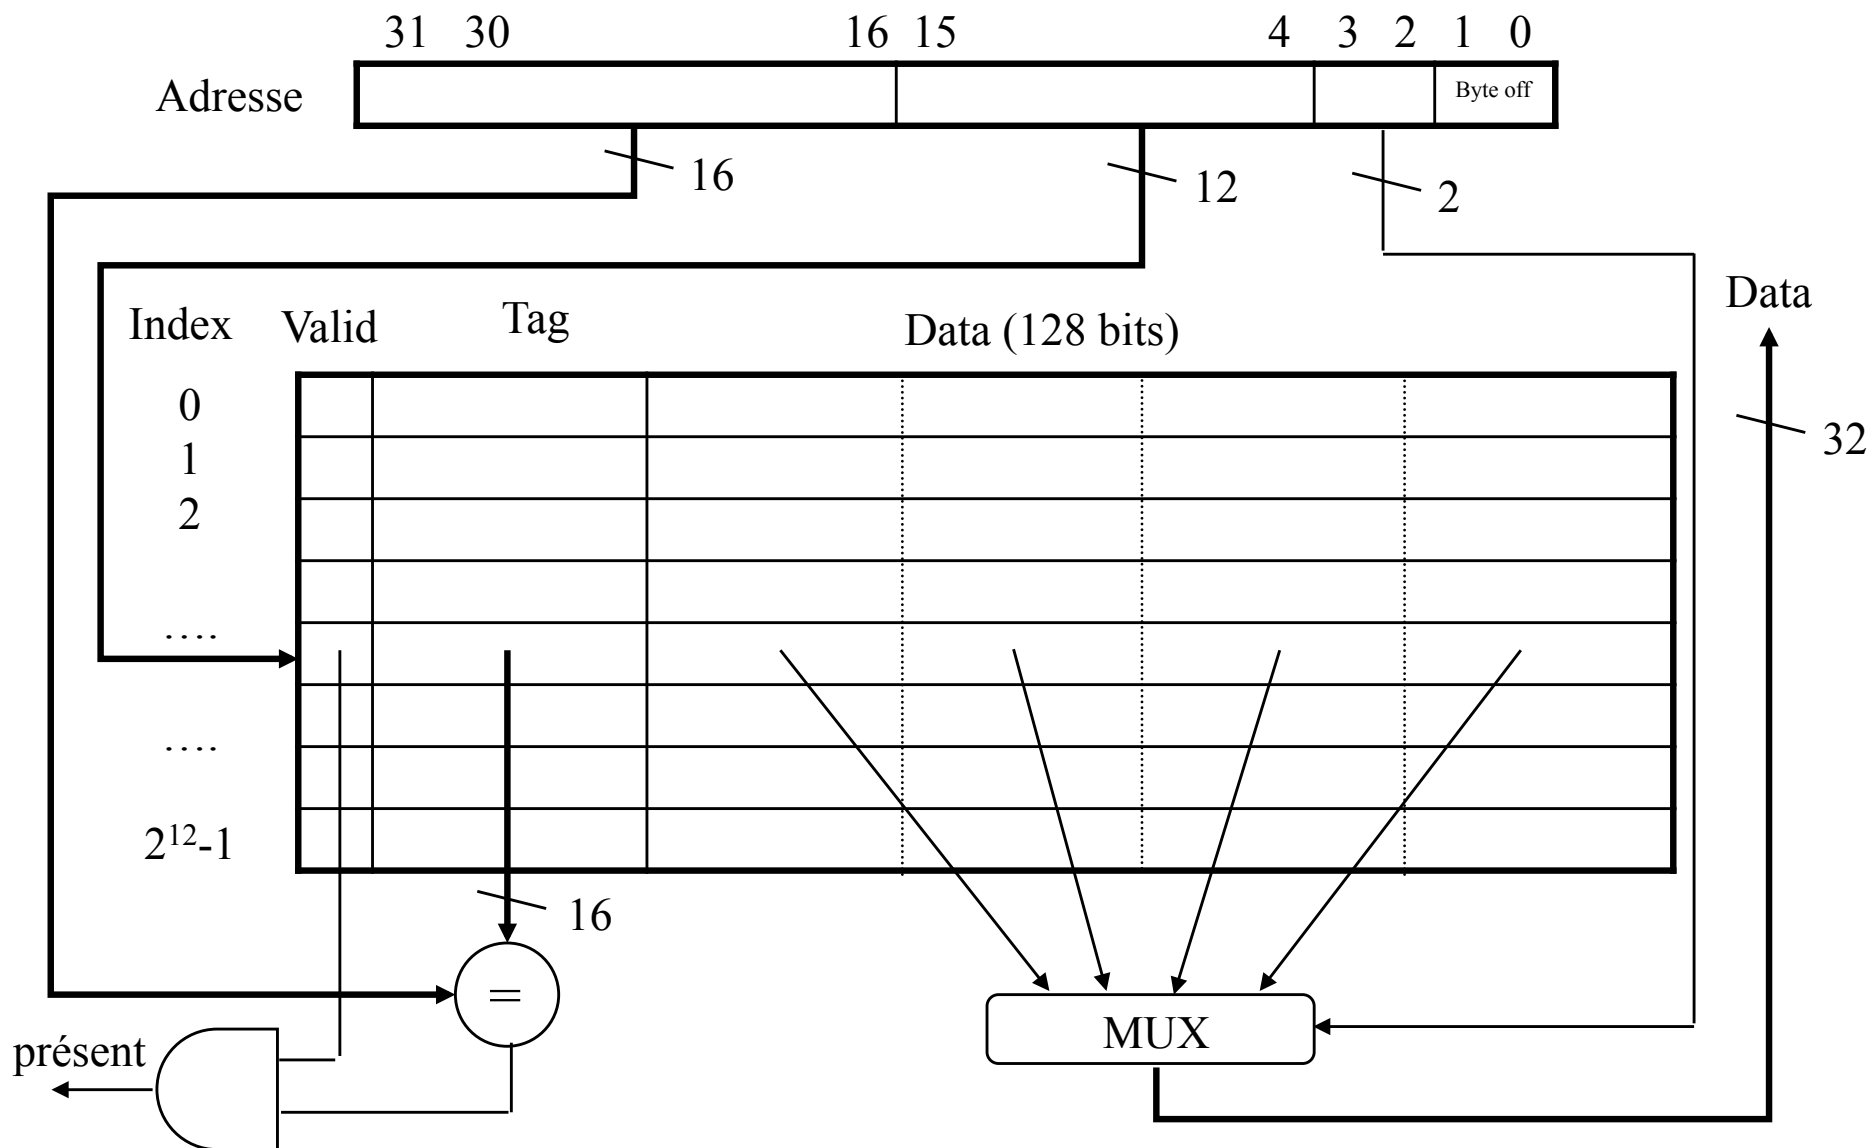 31 30 16 15 4 3 2 1 0
Adresse Byte off
16 12 2
Data
Index Valid Tag Data (128 bits)
0
32
1
2
....
....
2¹²-1
16
=
MUX
présent